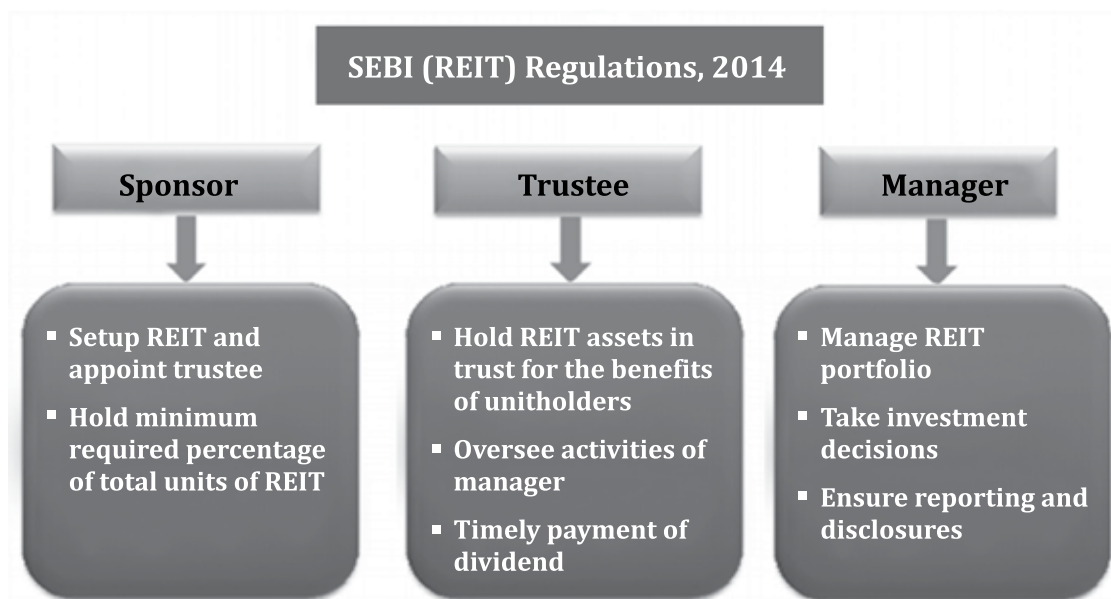 SEBI (REIT) Regulations, 2014
Sponsor
▪ Setup REIT and
appoint trustee
▪ Hold minimum
required percentage
of total units of REIT
Trustee
▪ Hold REIT assets in
trust for the benefits
of unitholders
▪ Oversee activities of
manager
▪ Timely payment of
dividend
Manager
▪ Manage REIT
portfolio
▪ Take investment
decisions
▪ Ensure reporting and
disclosures